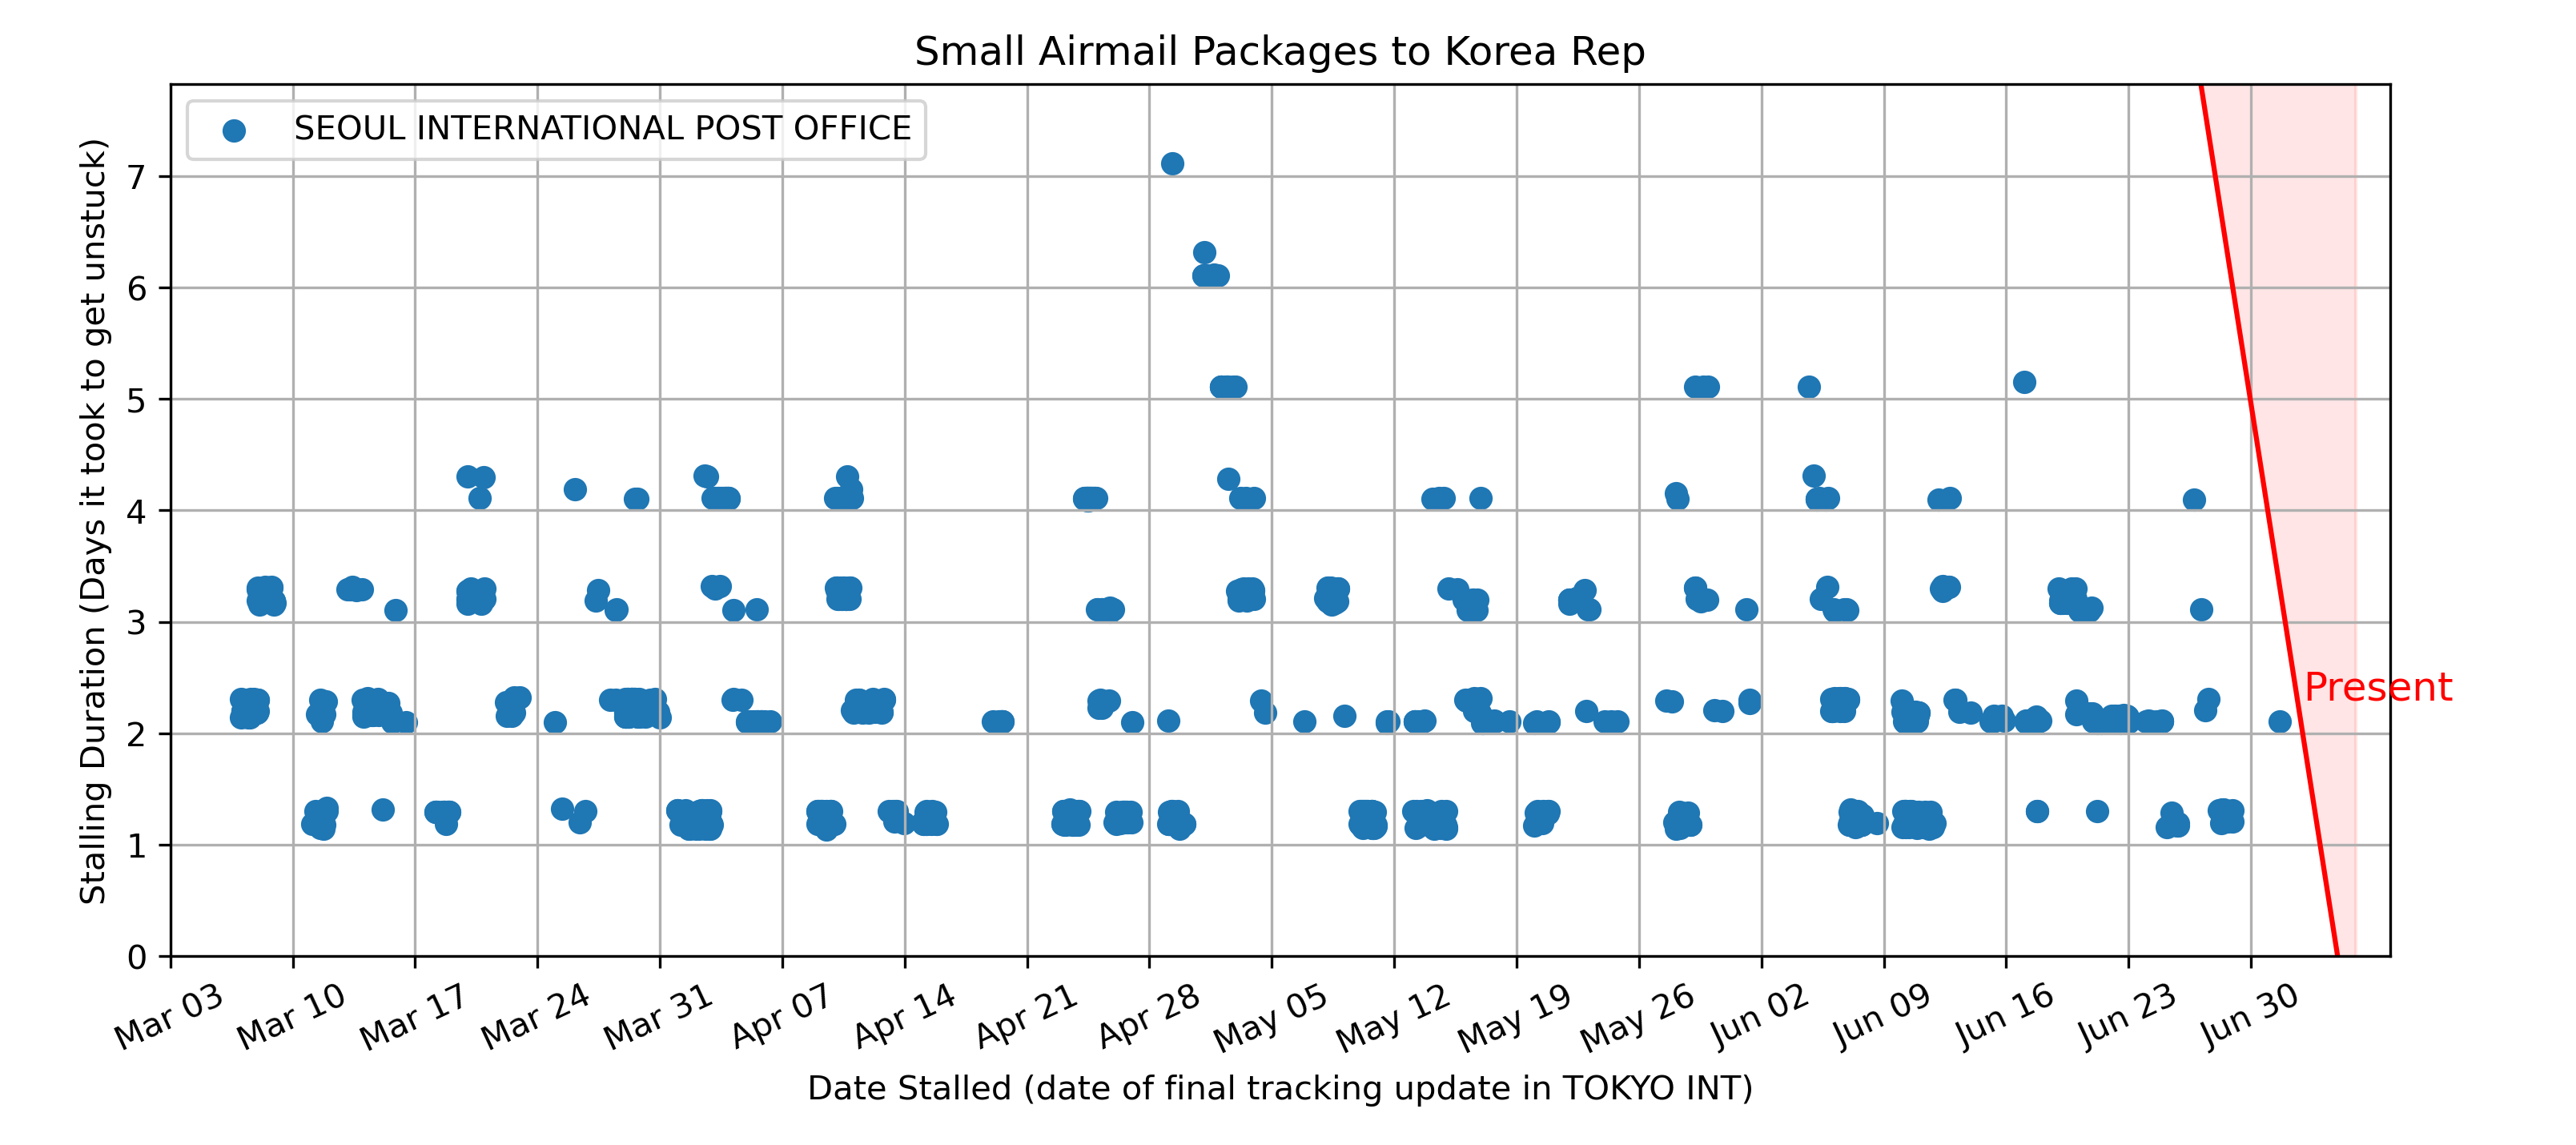 Small Airmail Packages to Korea Rep
SEOUL INTERNATIONAL POST OFFICE
Stalling Duration (Days it took to get unstuck)
7
6
5
4
3
2
1
0
Present
Mar 03 Mar 10 Mar 17 Mar 24 Mar 31 Apr 07 Apr 14 Apr 21 Apr 28 May 05 May 12 May 19 May 26 Jun 02 Jun 09 Jun 16 Jun 23 Jun 30
Date Stalled (date of final tracking update in TOKYO INT)